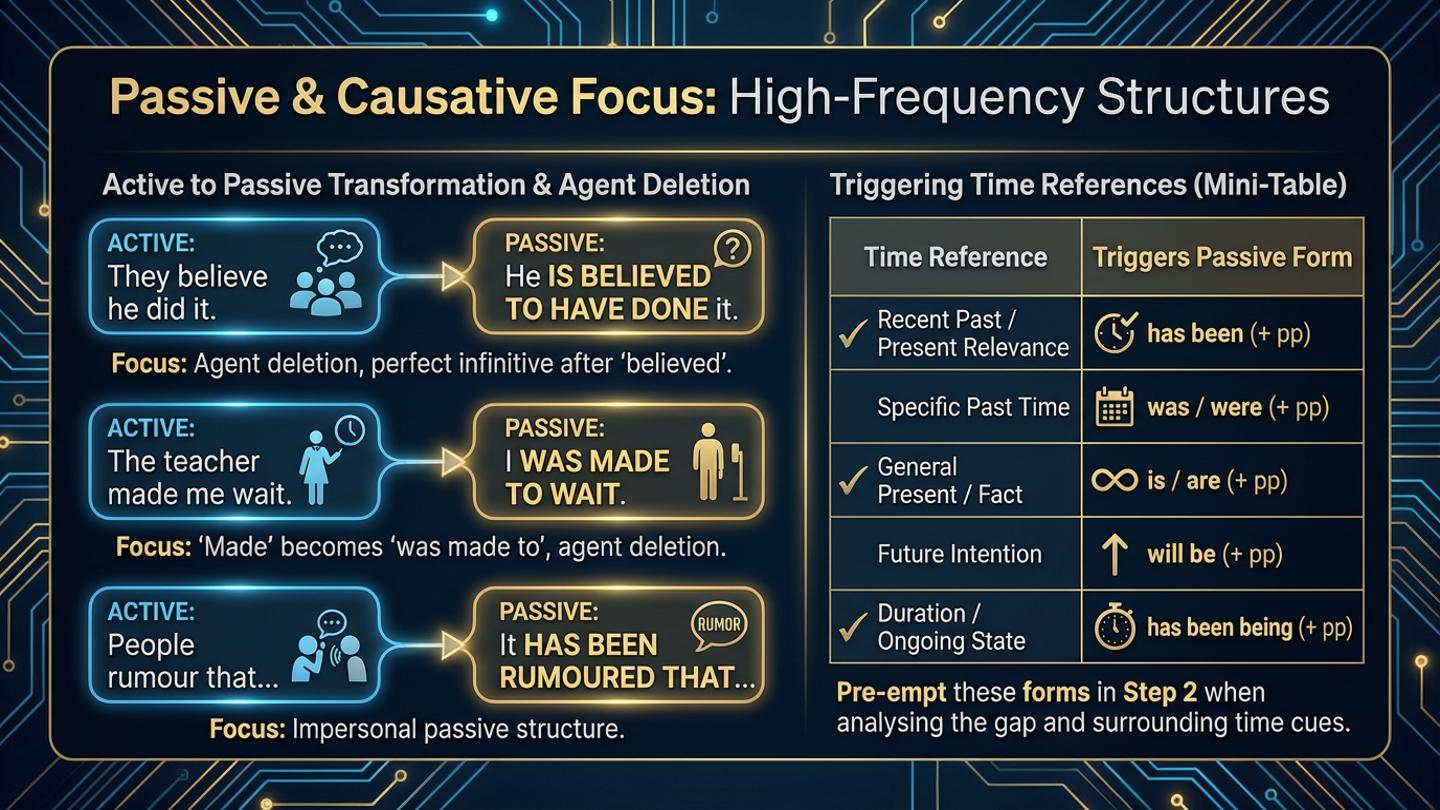 Passive & Causative Focus: High-Frequency Structures
Active to Passive Transformation & Agent Deletion
ACTIVE:
They believe
he did it.
PASSIVE:
He IS BELIEVED
TO HAVE DONE it.
Focus: Agent deletion, perfect infinitive after ‘believed’.
ACTIVE:
The teacher
made me wait.
PASSIVE:
I WAS MADE
TO WAIT.
Focus: ‘Made’ becomes ‘was made to’, agent deletion.
ACTIVE:
People
rumour that...
PASSIVE:
It HAS BEEN
RUMOURED THAT...
RUMOR
Focus: Impersonal passive structure.
Triggering Time References (Mini-Table)
Time Reference
Triggers Passive Form
Recent Past /
Present Relevance
has been (+ pp)
Specific Past Time
was / were (+ pp)
General
Present / Fact
is / are (+ pp)
Future Intention
will be (+ pp)
Duration /
Ongoing State
has been being (+ pp)
Pre-empt these forms in Step 2 when
analysing the gap and surrounding time cues.